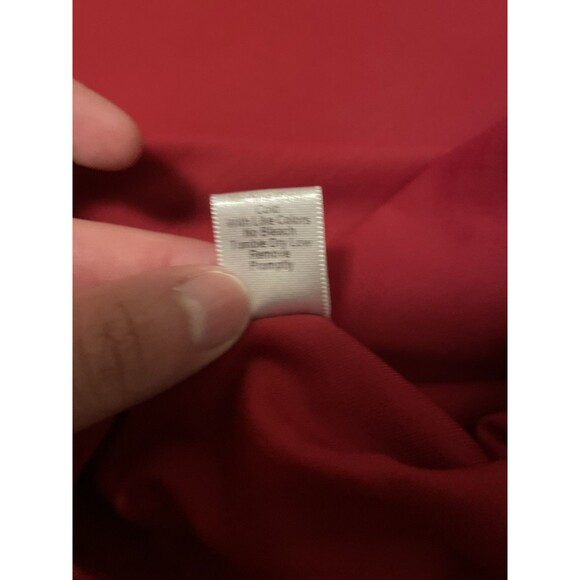 Cold
With Like Colors
No Bleach
Tumble Dry Low
Remove
Promptly